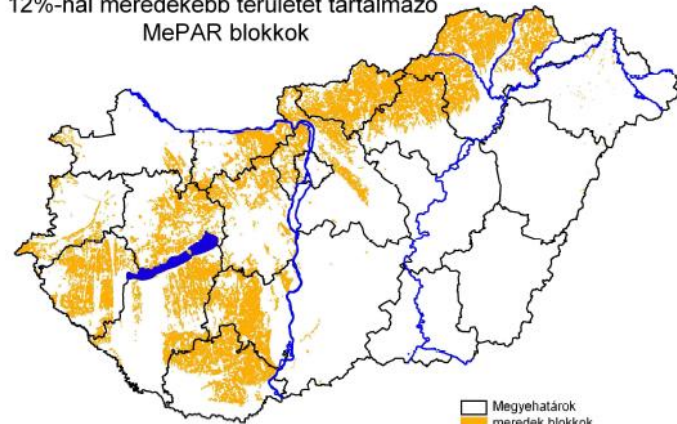 12%-nál meredekebb területet tartalmazó
MePAR blokkok
Megyehatárok
meredek blokkok